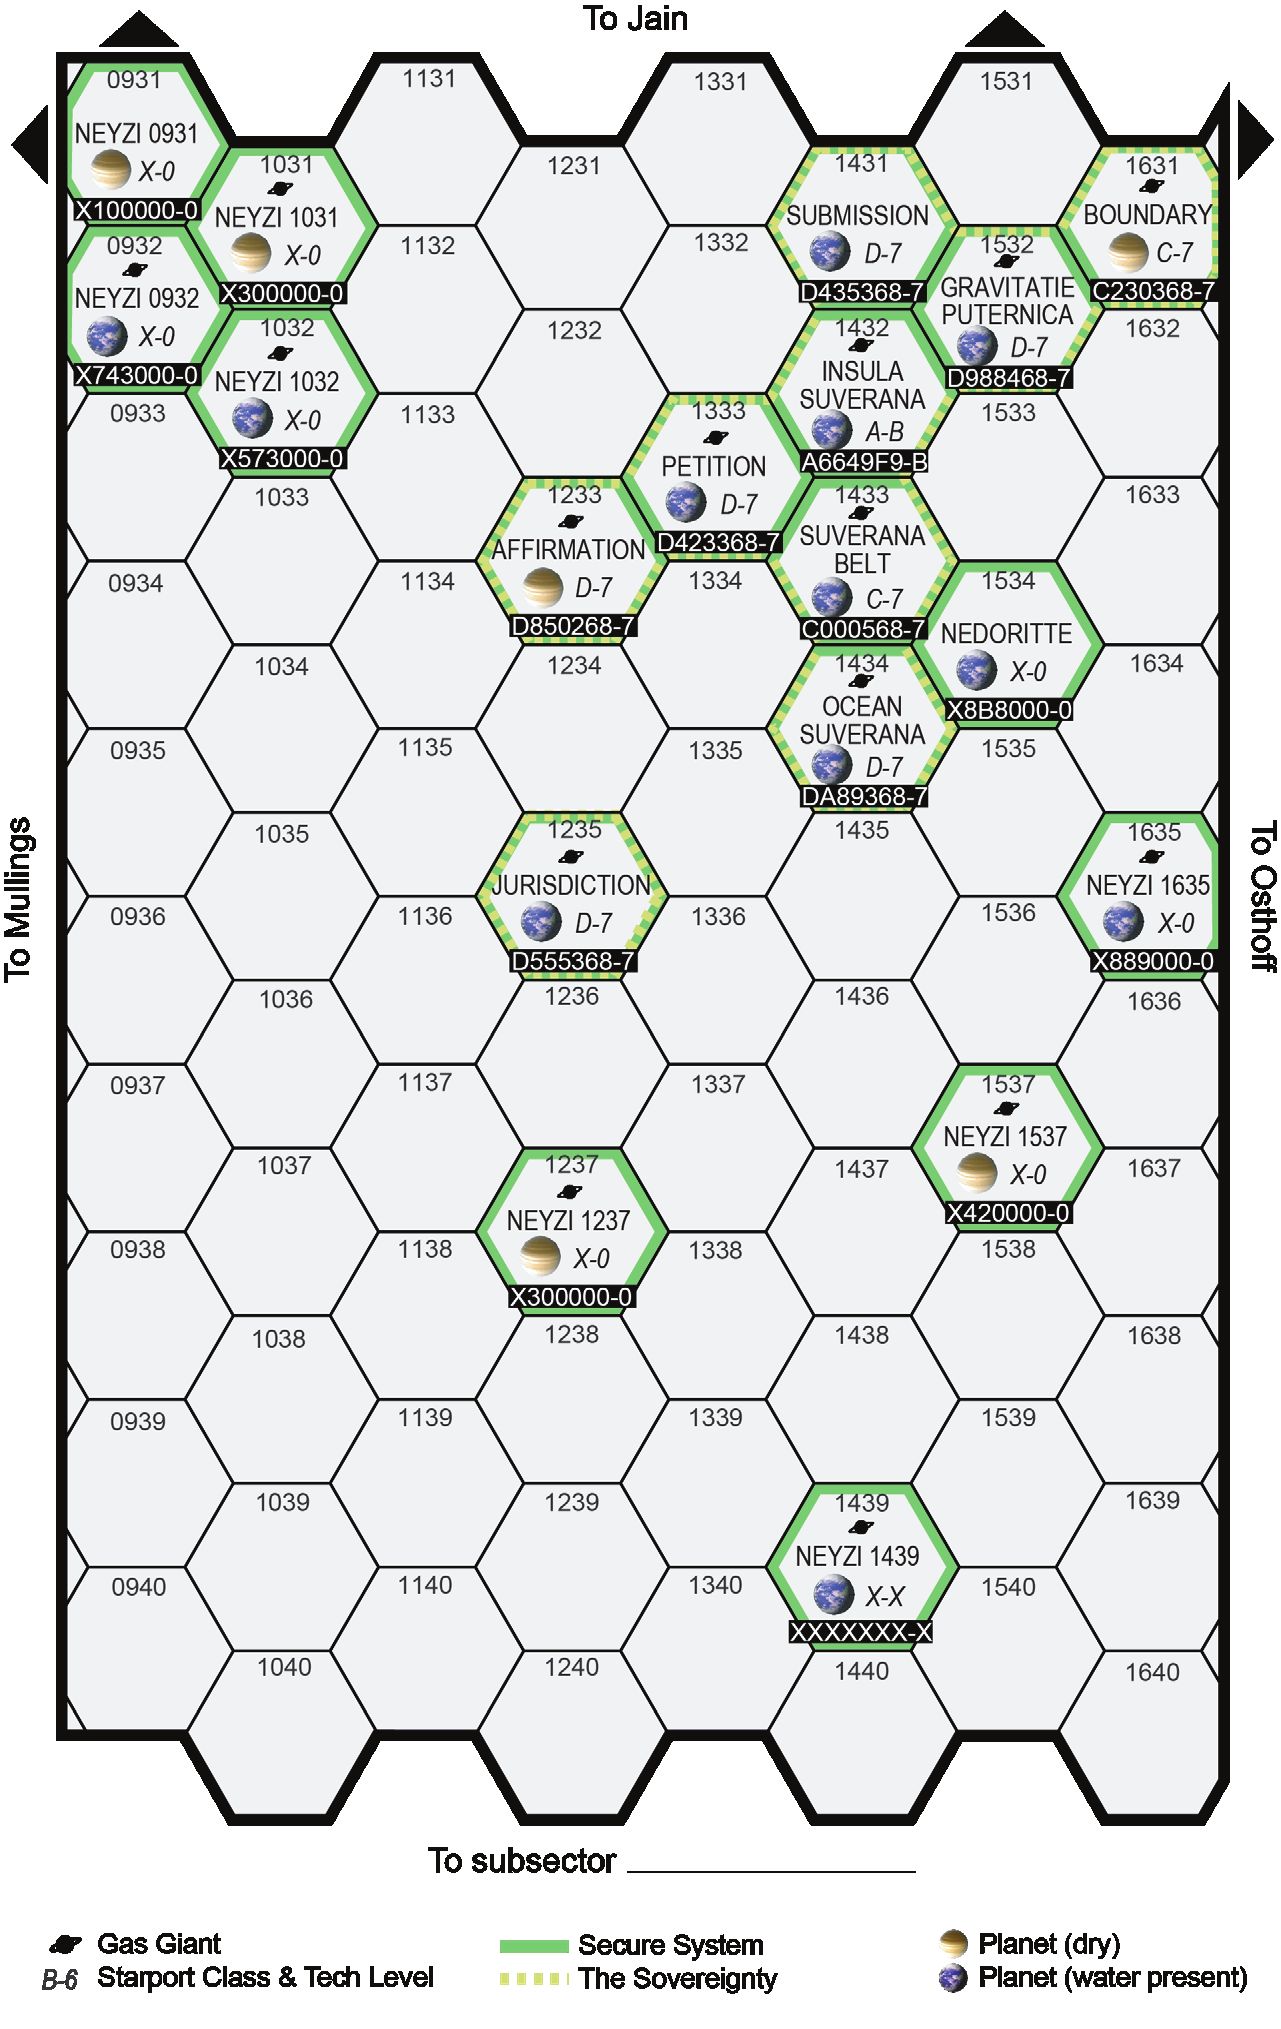 To Jain
0931
NEYZI 0931
X-0
X100000-0
1031
NEYZI 1031
X-0
X300000-0
1131
1231
1331
1431
SUBMISSION
D-7
D435368-7
1531
1631
BOUNDARY
C-7
C230368-7
0932
NEYZI 0932
X-0
X743000-0
1032
NEYZI 1032
X-0
X573000-0
1132
1232
1332
1432
INSULA
SUVERANA
A-B
A6649F9-B
1532
GRAVITATIE
PUTERNICA
D-7
D988468-7
1632
0933
1033
1133
1233
AFFIRMATION
D-7
D850268-7
1333
PETITION
D-7
D423368-7
1433
SUVERANA
BELT
C-7
C000568-7
1533
1633
0934
1034
1134
1234
1334
1434
OCEAN
SUVERANA
D-7
DA89368-7
1534
NEDORITTE
X-0
X8B8000-0
1634
0935
1035
1135
1235
JURISDICTION
D-7
D555368-7
1335
1435
1535
1635
NEYZI 1635
X-0
X889000-0
0936
1036
1136
1236
1336
1436
1536
1636
0937
1037
1137
1237
NEYZI 1237
X-0
X300000-0
1337
1437
1537
NEYZI 1537
X-0
X420000-0
1637
0938
1038
1138
1238
1338
1438
1538
1638
0939
1039
1139
1239
1339
1439
NEYZI 1439
X-X
XXXXXXX-X
1539
1639
0940
1040
1140
1240
1340
1440
1540
1640
To Mullings
To Osthoff
To subsector
Gas Giant
B-6 Starport Class & Tech Level
Secure System
The Sovereignty
Planet (dry)
Planet (water present)